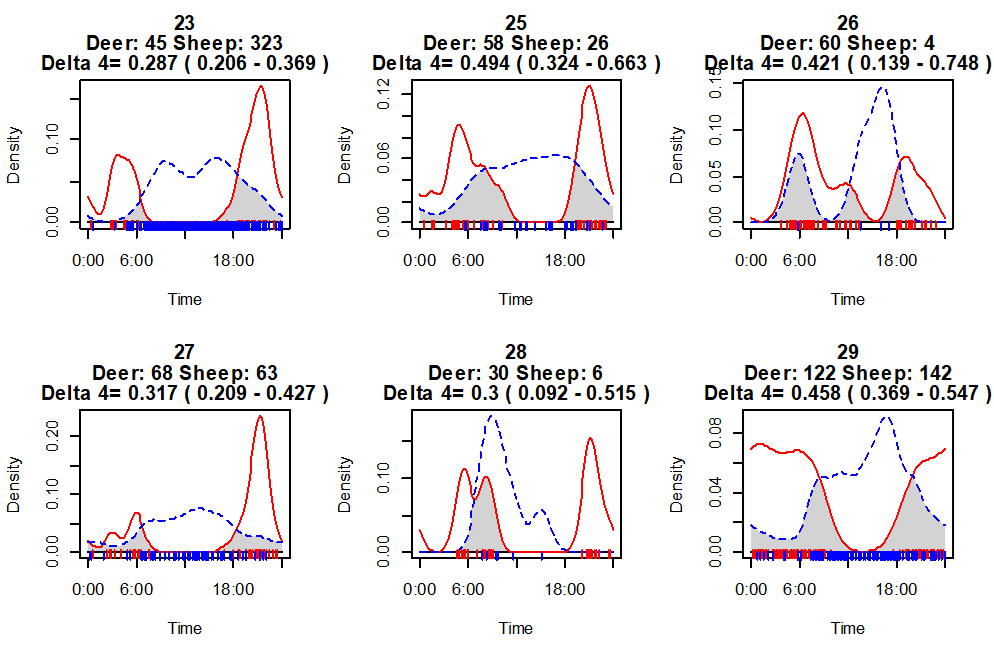 23
Deer: 45 Sheep: 323
Delta 4= 0.287 ( 0.206 - 0.369 )
Density
0.00
0.10
0:00 6:00 18:00
Time
25
Deer: 58 Sheep: 26
Delta 4= 0.494 ( 0.324 - 0.663 )
Density
0.00
0.06
0.12
0:00 6:00 18:00
Time
26
Deer: 60 Sheep: 4
Delta 4= 0.421 ( 0.139 - 0.748 )
Density
0.00
0.05
0.10
0.15
0:00 6:00 18:00
Time
27
Deer: 68 Sheep: 63
Delta 4= 0.317 ( 0.209 - 0.427 )
Density
0.00
0.10
0.20
0:00 6:00 18:00
Time
28
Deer: 30 Sheep: 6
Delta 4= 0.3 ( 0.092 - 0.515 )
Density
0.00
0.10
0:00 6:00 18:00
Time
29
Deer: 122 Sheep: 142
Delta 4= 0.458 ( 0.369 - 0.547 )
Density
0.00
0.04
0.08
0:00 6:00 18:00
Time